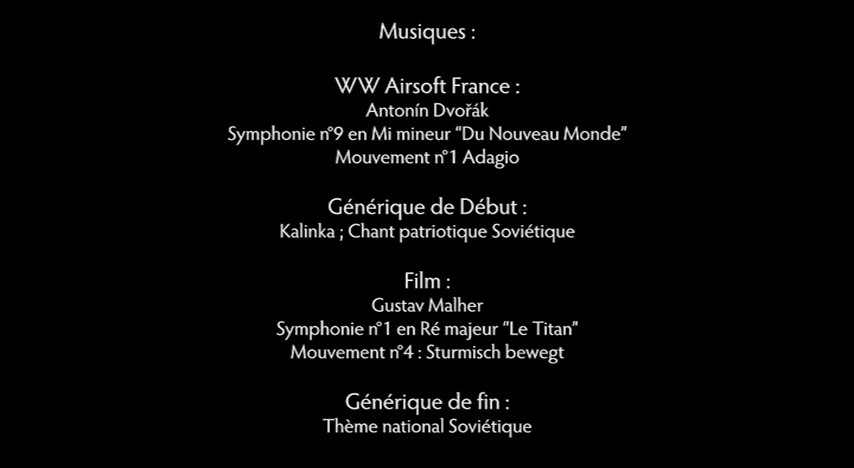 Musiques :
WW Airsoft France :
Antonín Dvořák
Symphonie n°9 en Mi mineur "Du Nouveau Monde"
Mouvement n°1 Adagio
Générique de Début :
Kalinka ; Chant patriotique Soviétique
Film :
Gustav Malher
Symphonie n°1 en Ré majeur "Le Titan"
Mouvement n°4 : Sturmisch bewegt
Générique de fin :
Thème national Soviétique